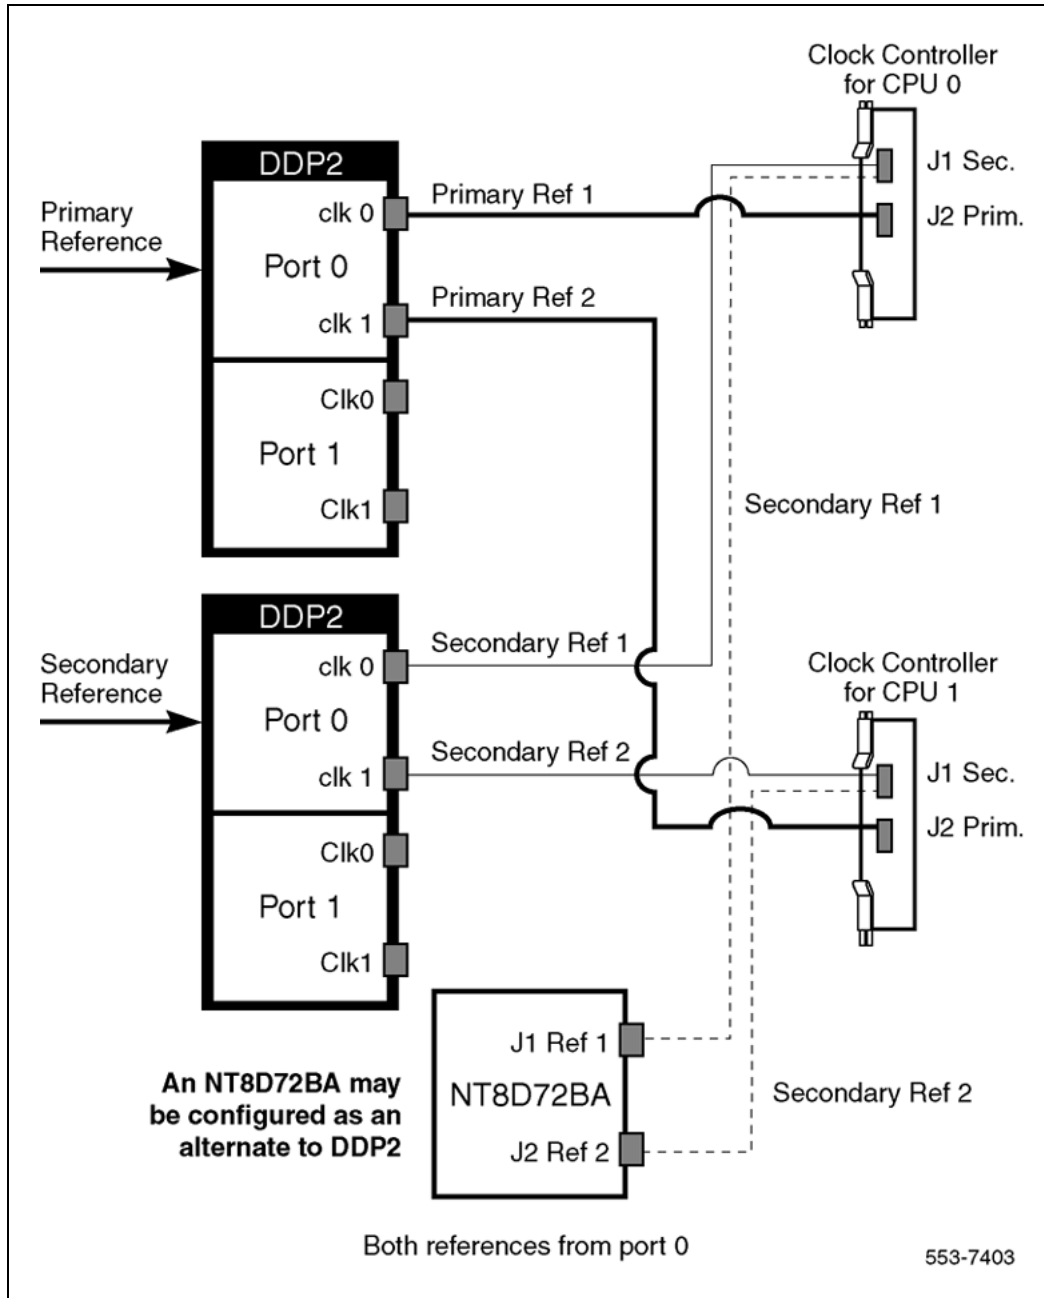 Clock Controller
for CPU 0
J1 Sec.
J2 Prim.
DDP2
Primary
Reference
clk 0
Primary Ref 1
Port 0
clk 1
Primary Ref 2
Clk0
Port 1
Clk1
Secondary Ref 1
DDP2
Secondary
Reference
clk 0
Secondary Ref 1
Port 0
clk 1
Secondary Ref 2
Clk0
Port 1
Clk1
Clock Controller
for CPU 1
J1 Sec.
J2 Prim.
J1 Ref 1
NT8D72BA
J2 Ref 2
Secondary Ref 2
An NT8D72BA may
be configured as an
alternate to DDP2
Both references from port 0
553-7403